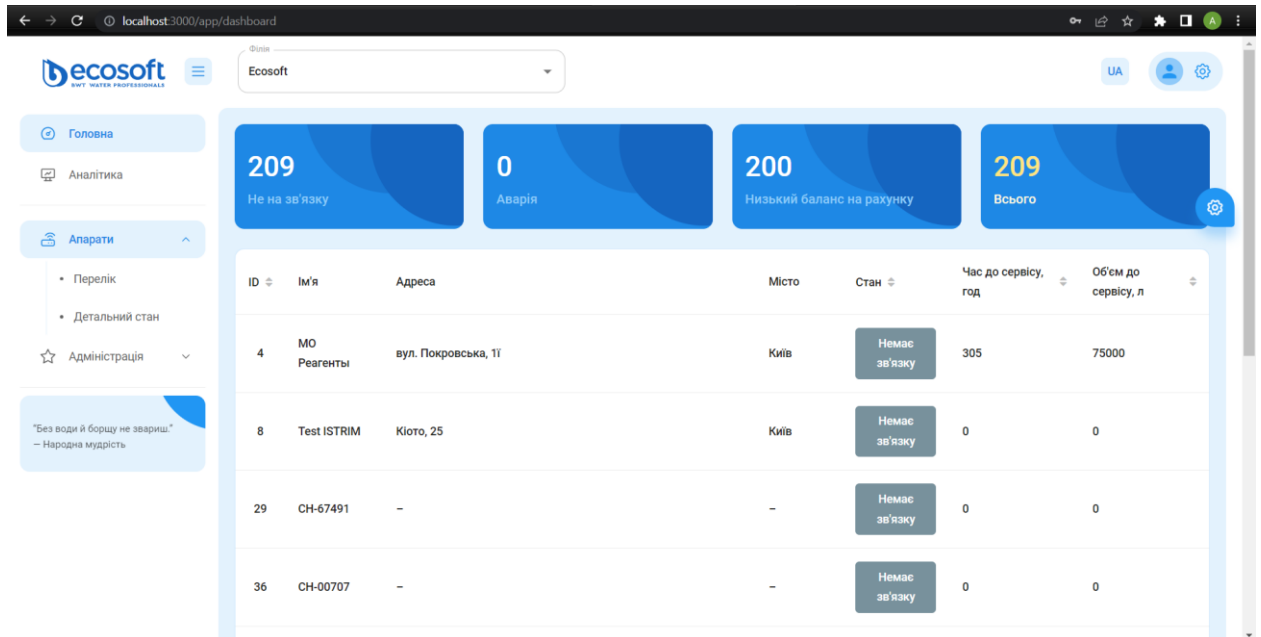 localhost:3000/app/dashboard
A
ecosoft
BWT WATER PROFESSIONALS
Філія
Ecosoft
UA
Головна
Аналітика
Апарати
• Перелік
• Детальний стан
Адміністрація
"Без води й борщу не звариш."
— Народна мудрість
209
Не на зв'язку
0
Аварія
200
Низький баланс на рахунку
209
Всього
ID Ім'я Адреса Місто Стан Час до сервісу, год Об'єм до сервісу, л
4 МО Реагенты вул. Покровська, 1ї Київ Немає зв'язку 305 75000
8 Test ISTRIM Кіото, 25 Київ Немає зв'язку 0 0
29 CH-67491 – – Немає зв'язку 0 0
36 CH-00707 – – Немає зв'язку 0 0